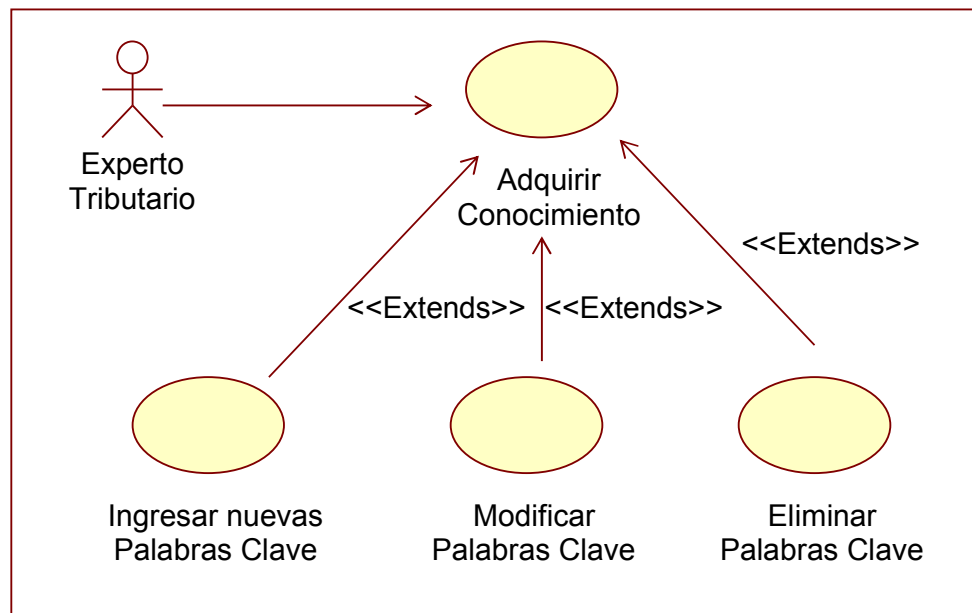 Experto
Tributario
Adquirir
Conocimiento
<<Extends>>
<<Extends>>
<<Extends>>
Ingresar nuevas
Palabras Clave
Modificar
Palabras Clave
Eliminar
Palabras Clave